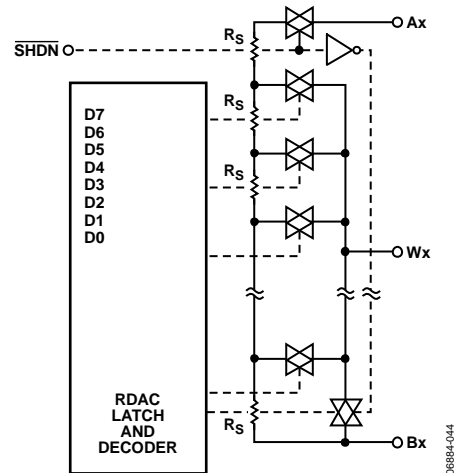 RS
Ax
SHDN
RS
D7
D6
D5
D4
D3
D2
D1
D0
RS
Wx
RDAC
LATCH
AND
DECODER
RS
Bx
06884-044